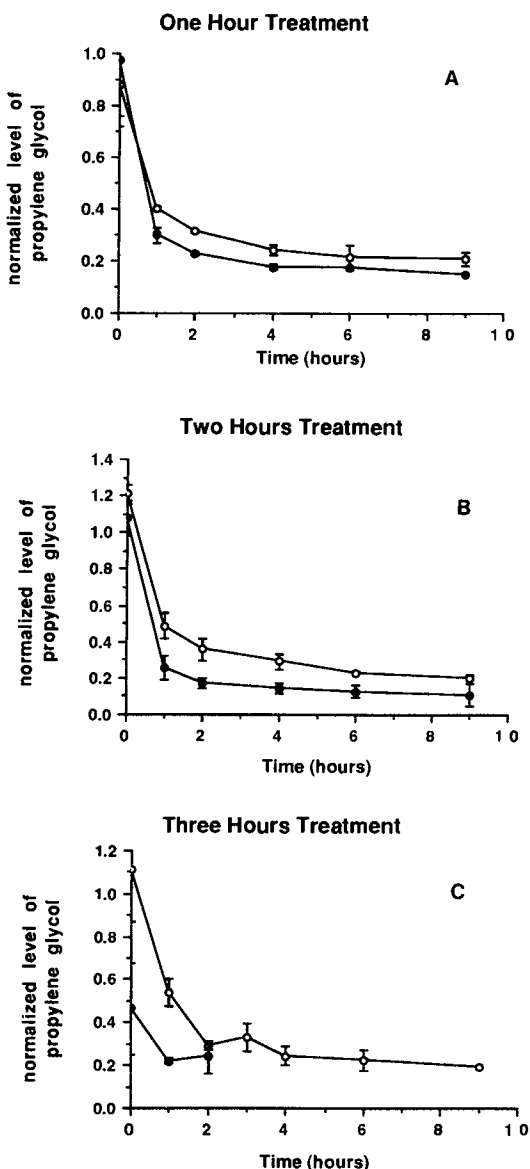 One Hour Treatment
A
normalized level of
propylene glycol
1.0
0.8
0.6
0.4
0.2
0.0
0 2 4 6 8 1 0
Time (hours)
Two Hours Treatment
B
normalized level of
propylene glycol
1.4
1.2
1.0
0.8
0.6
0.4
0.2
0.0
0 2 4 6 8 1 0
Time (hours)
Three Hours Treatment
C
normalized level of
propylene glycol
1.2
1.0
0.8
0.6
0.4
0.2
0.0
0 2 4 6 8 1 0
Time (hours)